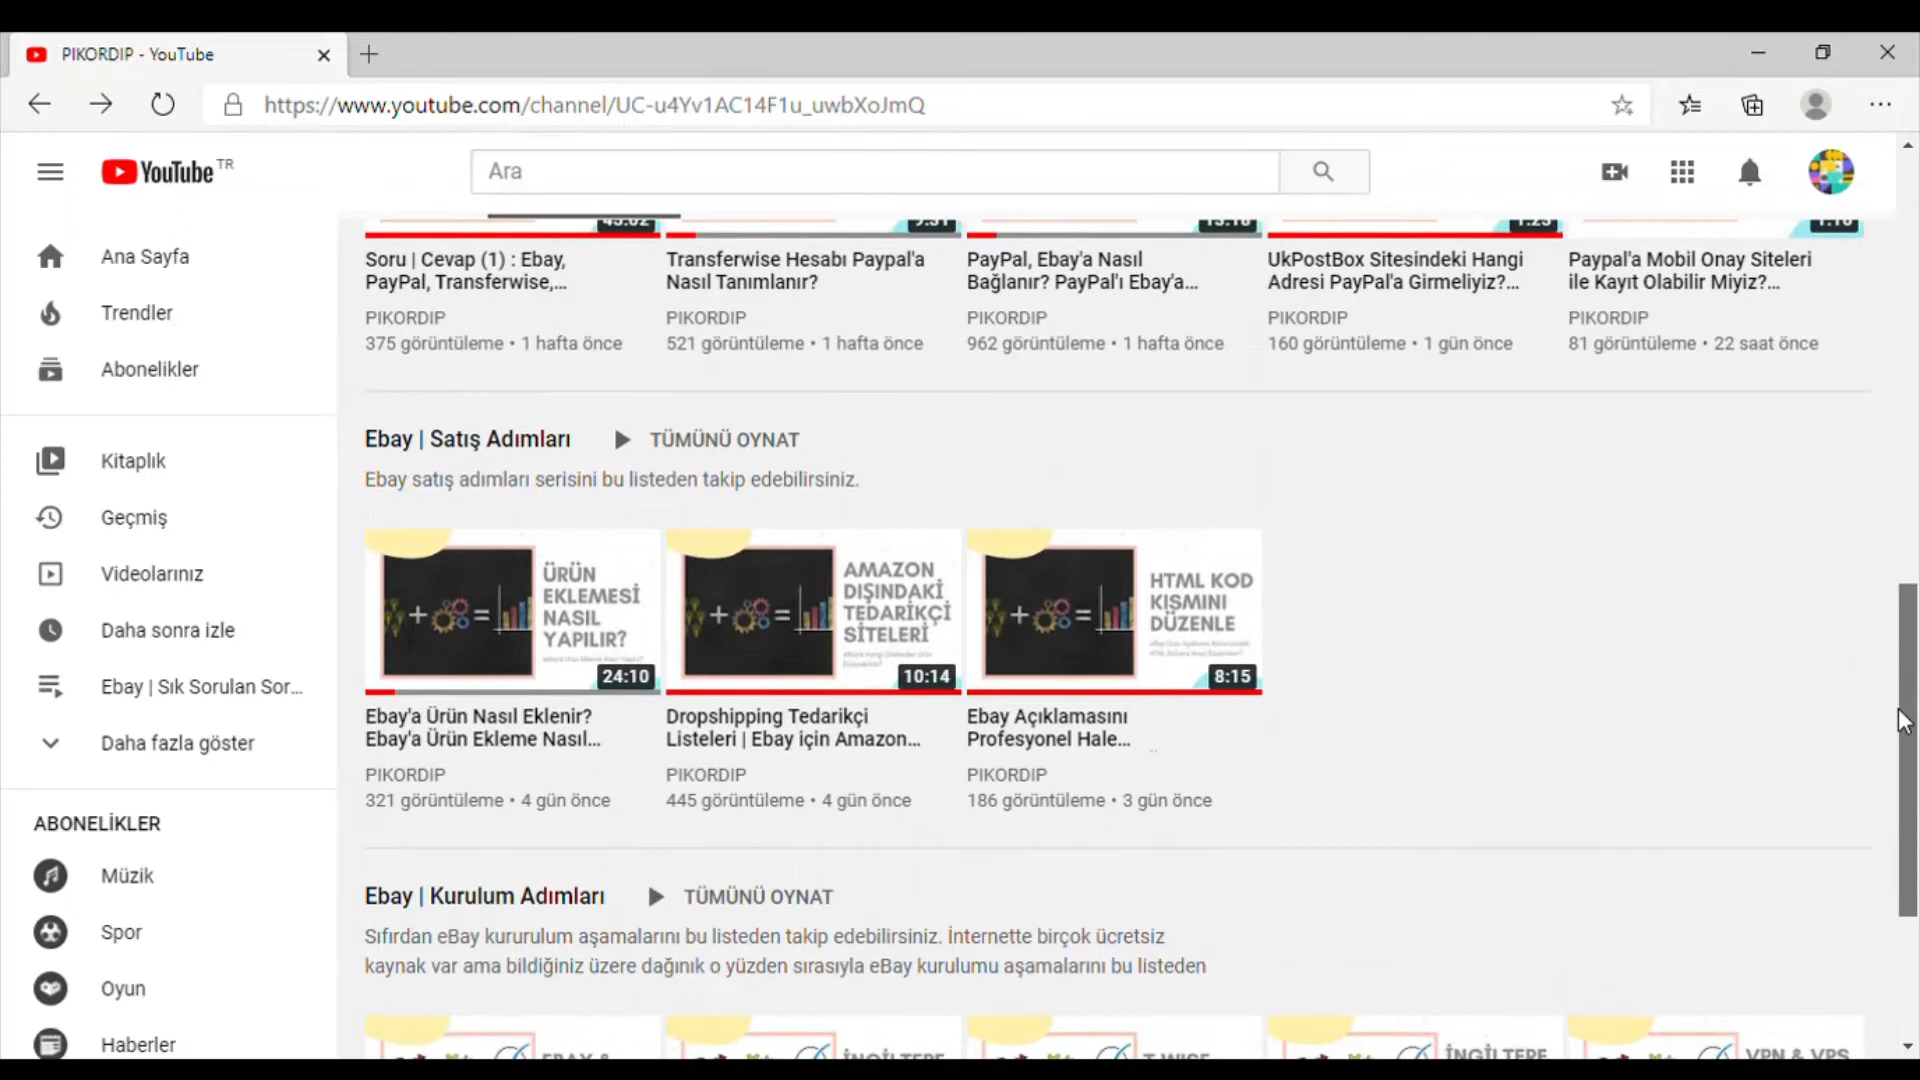 PIKORDIP - YouTube
https://www.youtube.com/channel/UC-u4Yv1AC14F1u_uwbXoJmQ
YouTube TR
Ara
Ana Sayfa
Trendler
Abonelikler
Kitaplık
Geçmiş
Videolarınız
Daha sonra izle
Ebay | Sık Sorulan Sor...
Daha fazla göster
ABONELİKLER
Müzik
Spor
Oyun
Haberler
Soru | Cevap (1) : Ebay,
PayPal, Transferwise,...
PIKORDIP
375 görüntüleme • 1 hafta önce
Transferwise Hesabı Paypal'a
Nasıl Tanımlanır?
PIKORDIP
521 görüntüleme • 1 hafta önce
PayPal, Ebay'a Nasıl
Bağlanır? PayPal'ı Ebay'a...
PIKORDIP
962 görüntüleme • 1 hafta önce
UkPostBox Sitesindeki Hangi
Adresi PayPal'a Girmeliyiz?...
PIKORDIP
160 görüntüleme • 1 gün önce
Paypal'a Mobil Onay Siteleri
ile Kayıt Olabilir Miyiz?...
PIKORDIP
81 görüntüleme • 22 saat önce
Ebay | Satış Adımları
TÜMÜNÜ OYNAT
Ebay satış adımları serisini bu listeden takip edebilirsiniz.
ÜRÜN
EKLEMESİ
NASIL
YAPILIR?
24:10
Ebay'a Ürün Nasıl Eklenir?
Ebay'a Ürün Ekleme Nasıl...
PIKORDIP
321 görüntüleme • 4 gün önce
AMAZON
DIŞINDAKİ
TEDARİKÇİ
SİTELERİ
10:14
Dropshipping Tedarikçi
Listeleri | Ebay için Amazon...
PIKORDIP
445 görüntüleme • 4 gün önce
HTML KOD
KISMINI
DÜZENLE
8:15
Ebay Açıklamasını
Profesyonel Hale...
PIKORDIP
186 görüntüleme • 3 gün önce
Ebay | Kurulum Adımları
TÜMÜNÜ OYNAT
Sıfırdan eBay kururulum aşamalarını bu listeden takip edebilirsiniz. İnternette birçok ücretsiz
kaynak var ama bildiğiniz üzere dağınık o yüzden sırasıyla eBay kurulumu aşamalarını bu listeden
EBAY &
İNGİLTERE
T.WISE
İNGİLTERE
VPN & VPS